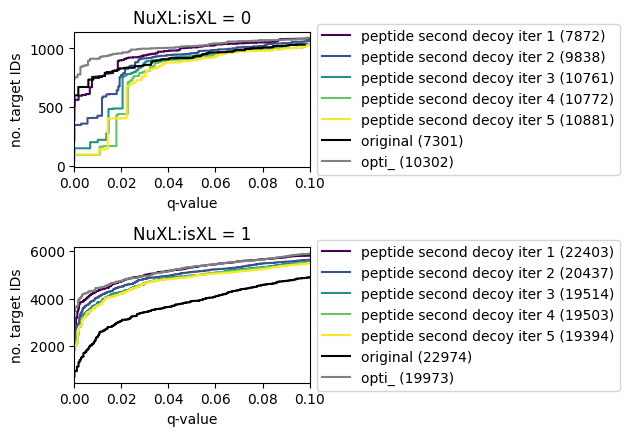 NuXL:isXL = 0
no. target IDs
1000
500
0
0.00 0.02 0.04 0.06 0.08 0.10
q-value
peptide second decoy iter 1 (7872)
peptide second decoy iter 2 (9838)
peptide second decoy iter 3 (10761)
peptide second decoy iter 4 (10772)
peptide second decoy iter 5 (10881)
original (7301)
opti_ (10302)
NuXL:isXL = 1
no. target IDs
6000
4000
2000
0.00 0.02 0.04 0.06 0.08 0.10
q-value
peptide second decoy iter 1 (22403)
peptide second decoy iter 2 (20437)
peptide second decoy iter 3 (19514)
peptide second decoy iter 4 (19503)
peptide second decoy iter 5 (19394)
original (22974)
opti_ (19973)